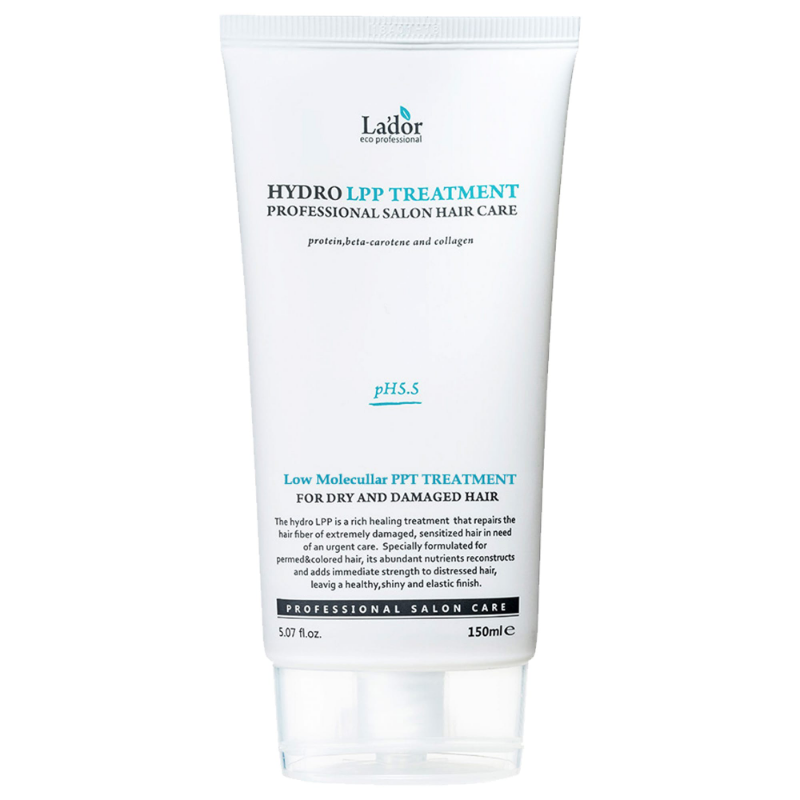 La'dor
eco professional
HYDRO LPP TREATMENT
PROFESSIONAL SALON HAIR CARE
protein,beta-carotene and collagen
pH5.5
Low Molecullar PPT TREATMENT
FOR DRY AND DAMAGED HAIR
The hydro LPP is a rich healing treatment that repairs the
hair fiber of extremely damaged, sensitized hair in need
of an urgent care. Specially formulated for
permed&colored hair, its abundant nutrients reconstructs
and adds immediate strength to distressed hair,
leavig a healthy,shiny and elastic finish.
PROFESSIONAL SALON CARE
5.07 fl.oz. 150ml e